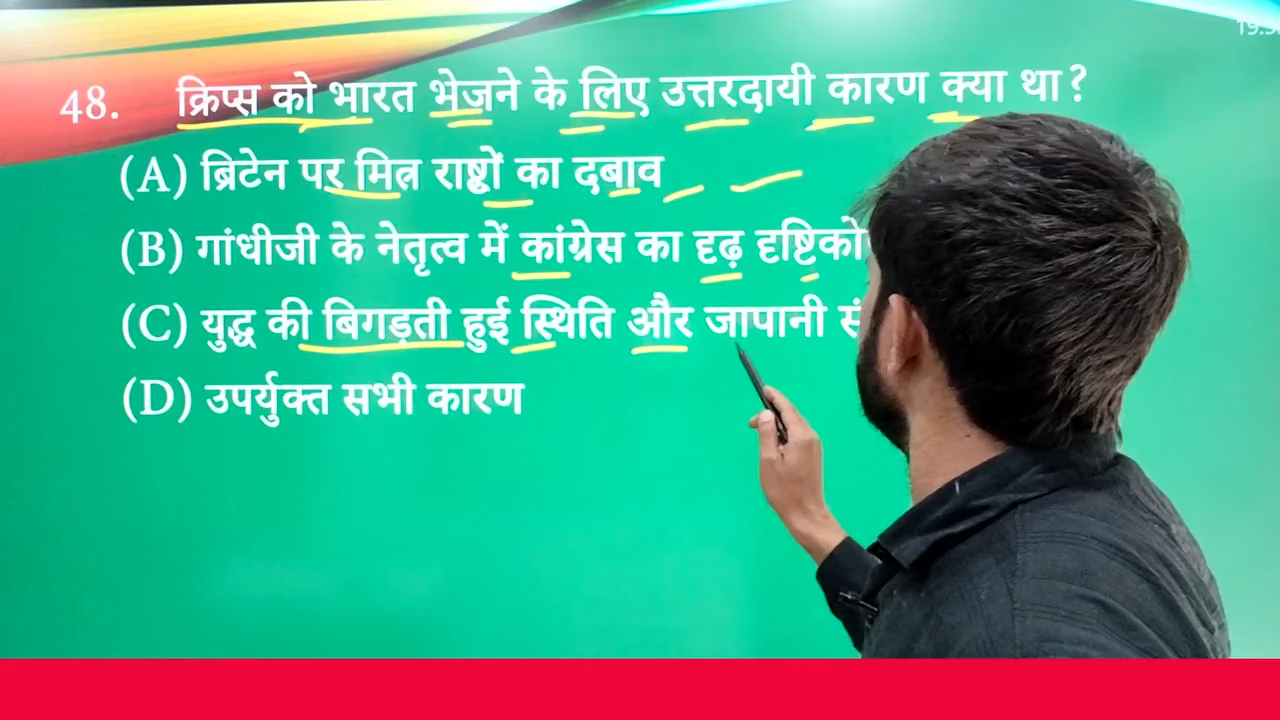 48. क्रिप्स को भारत भेजने के लिए उत्तरदायी कारण क्या था?
(A) ब्रिटेन पर मित्र राष्ट्रों का दबाव
(B) गांधीजी के नेतृत्व में कांग्रेस का दृढ़
(C) युद्ध की बिगड़ती हुई स्थिति और जापानी
(D) उपर्युक्त सभी कारण